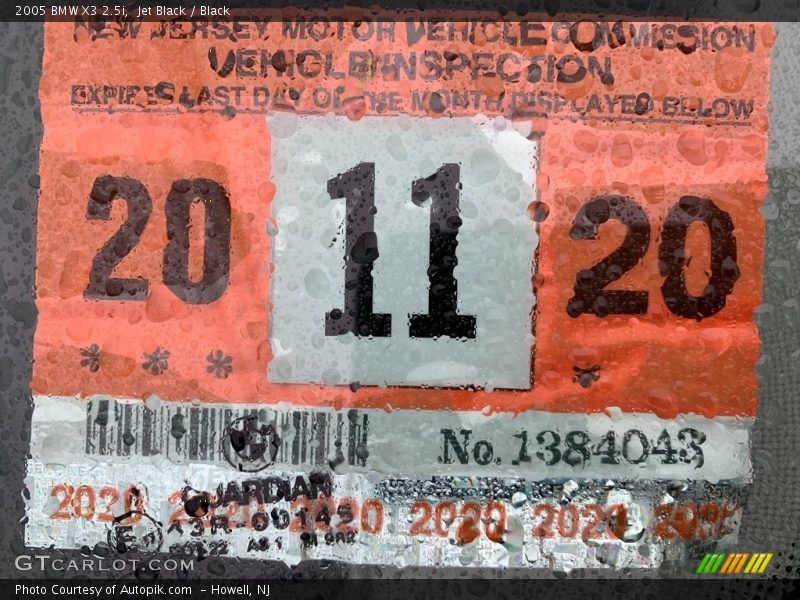 2005 BMW X3 2.5i, Jet Black / Black
NEW JERSEY MOTOR VEHICLE COMMISSION
VEHICLE INSPECTION
EXPIRES LAST DAY OF THE MONTH DISPLAYED BELOW
20 11 20
* * * *
No. 1384043
GUARDIAN
2020 2020 2020 2020 2020 2020
GTCARLOT.COM
Photo Courtesy of Autopik.com - Howell, NJ